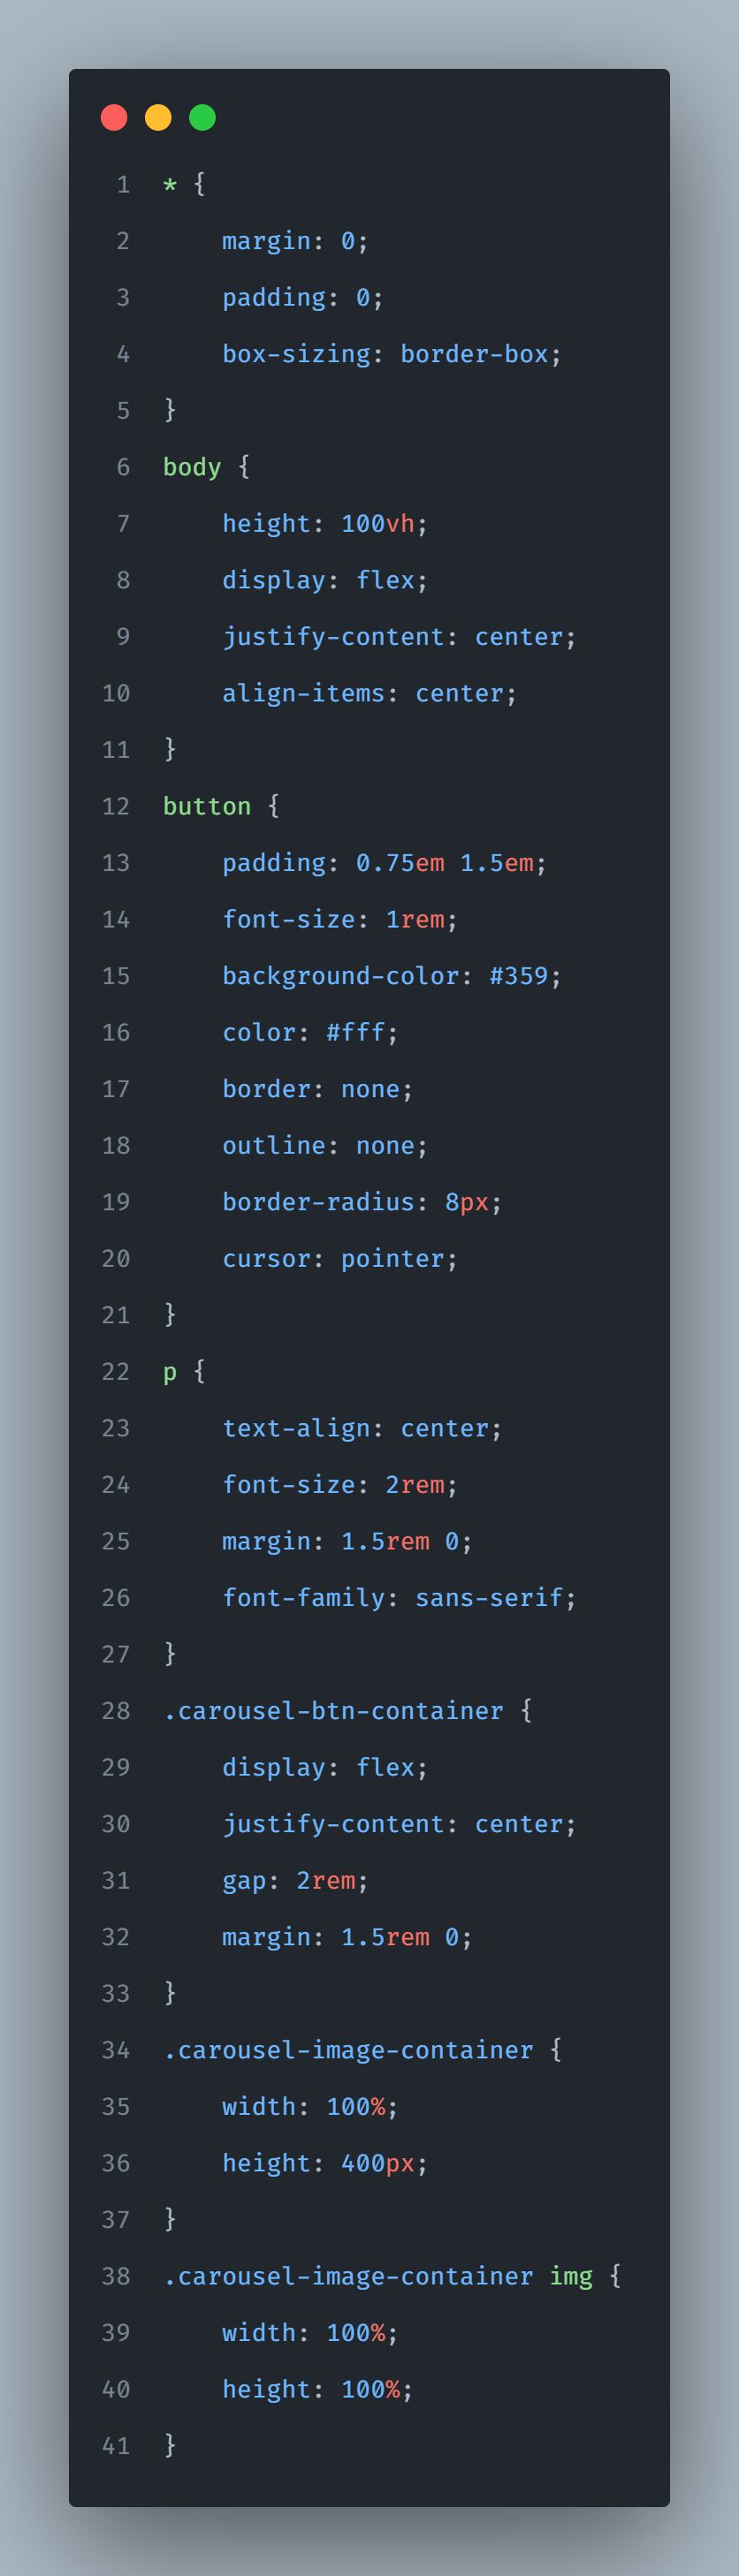 1 * {
2     margin: 0;
3     padding: 0;
4     box-sizing: border-box;
5 }
6 body {
7     height: 100vh;
8     display: flex;
9     justify-content: center;
10     align-items: center;
11 }
12 button {
13     padding: 0.75em 1.5em;
14     font-size: 1rem;
15     background-color: #359;
16     color: #fff;
17     border: none;
18     outline: none;
19     border-radius: 8px;
20     cursor: pointer;
21 }
22 p {
23     text-align: center;
24     font-size: 2rem;
25     margin: 1.5rem 0;
26     font-family: sans-serif;
27 }
28 .carousel-btn-container {
29     display: flex;
30     justify-content: center;
31     gap: 2rem;
32     margin: 1.5rem 0;
33 }
34 .carousel-image-container {
35     width: 100%;
36     height: 400px;
37 }
38 .carousel-image-container img {
39     width: 100%;
40     height: 100%;
41 }